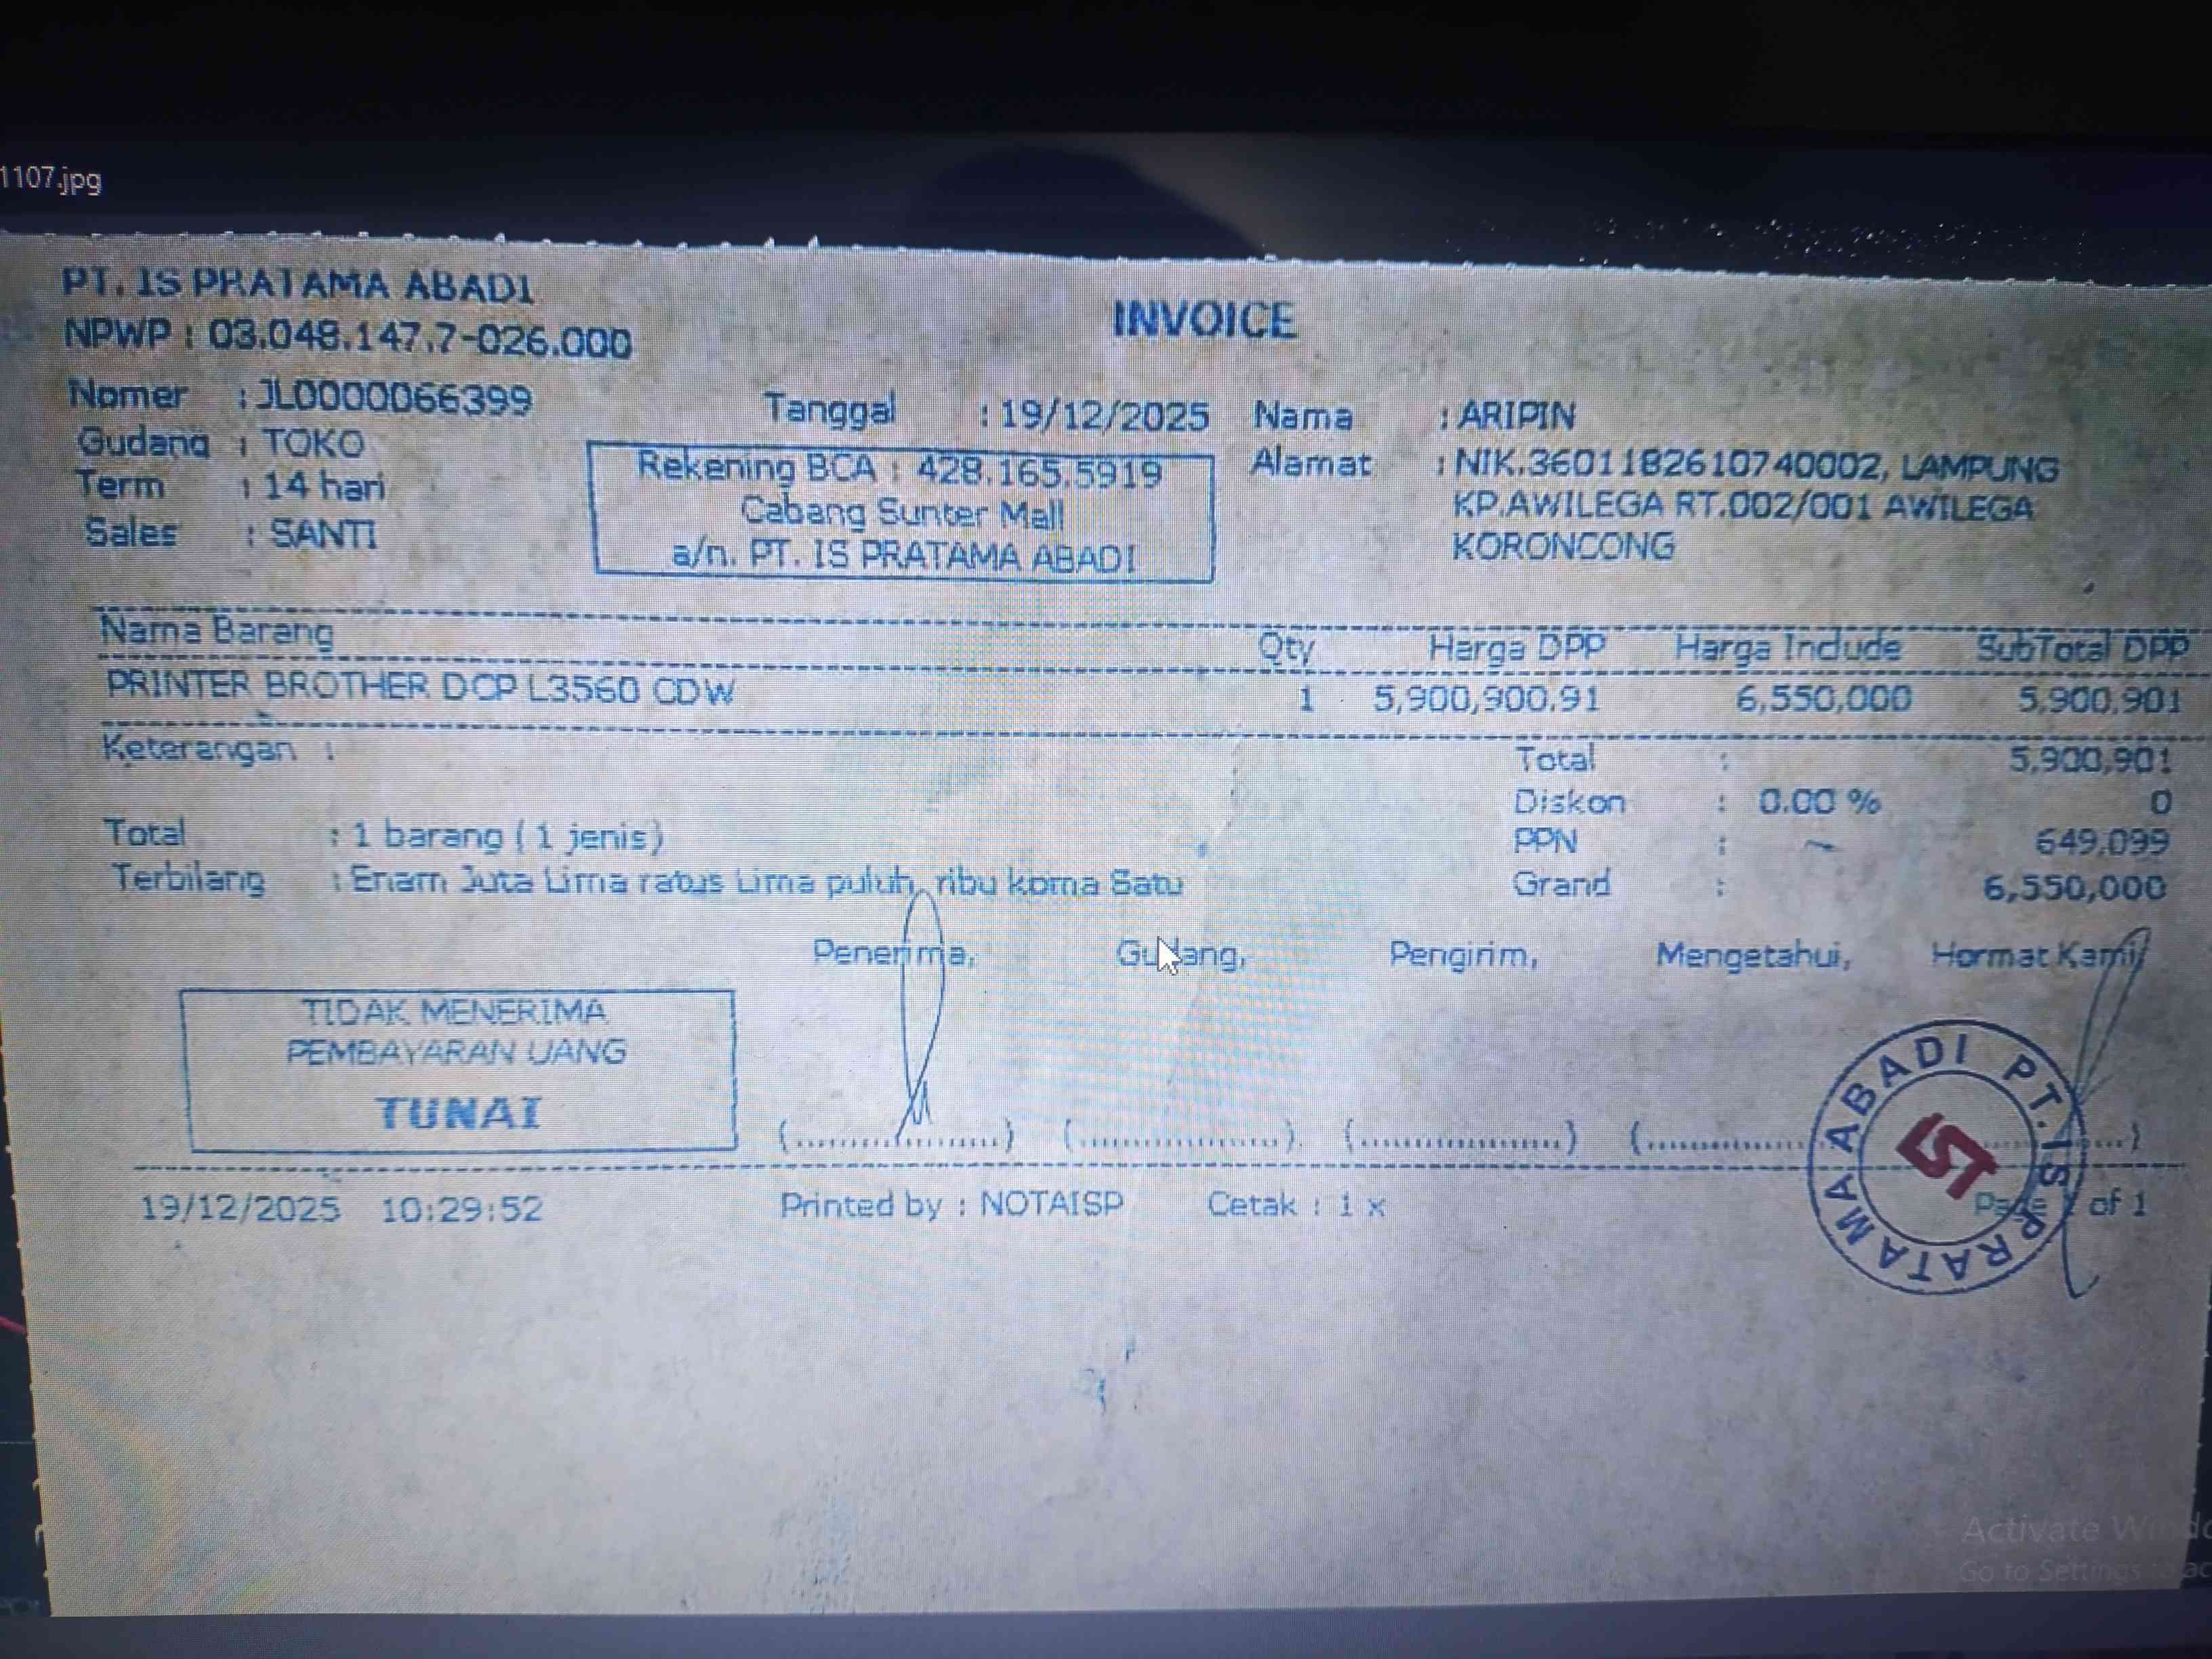 1107.jpg
PT. IS PRATAMA ABADI
NPWP : 03.048.147.7-026.000
INVOICE
Nomer : JL0000066399
Gudang : TOKO
Term : 14 hari
Sales : SANTI
Tanggal : 19/12/2025
Rekening BCA : 428.165.5919
Cabang Sunter Mall
a/n. PT. IS PRATAMA ABADI
Nama : ARIPIN
Alamat : NIK.3601182610740002, LAMPUNG
KP.AWILEGA RT.002/001 AWILEGA
KORONCONG
Nama Barang Qty Harga DPP Harga Include SubTotal DPP
PRINTER BROTHER DCP L3560 CDW 1 5,900,900.91 6,550,000 5,900,901
Keterangan :
Total : 5,900,901
Diskon : 0.00 % 0
PPN : 649,099
Grand : 6,550,000
Total : 1 barang ( 1 jenis )
Terbilang : Enam Juta Lima ratus Lima puluh ribu koma Satu
Penerima, Gudang, Pengirim, Mengetahui, Hormat Kami
TIDAK MENERIMA
PEMBAYARAN UANG
TUNAI
(....................) (....................) (....................) (....................)
PT. IS PRATAMA ABADI
IST
19/12/2025 10:29:52 Printed by : NOTAISP Cetak : 1 x Page of 1
Activate
Go to Settings